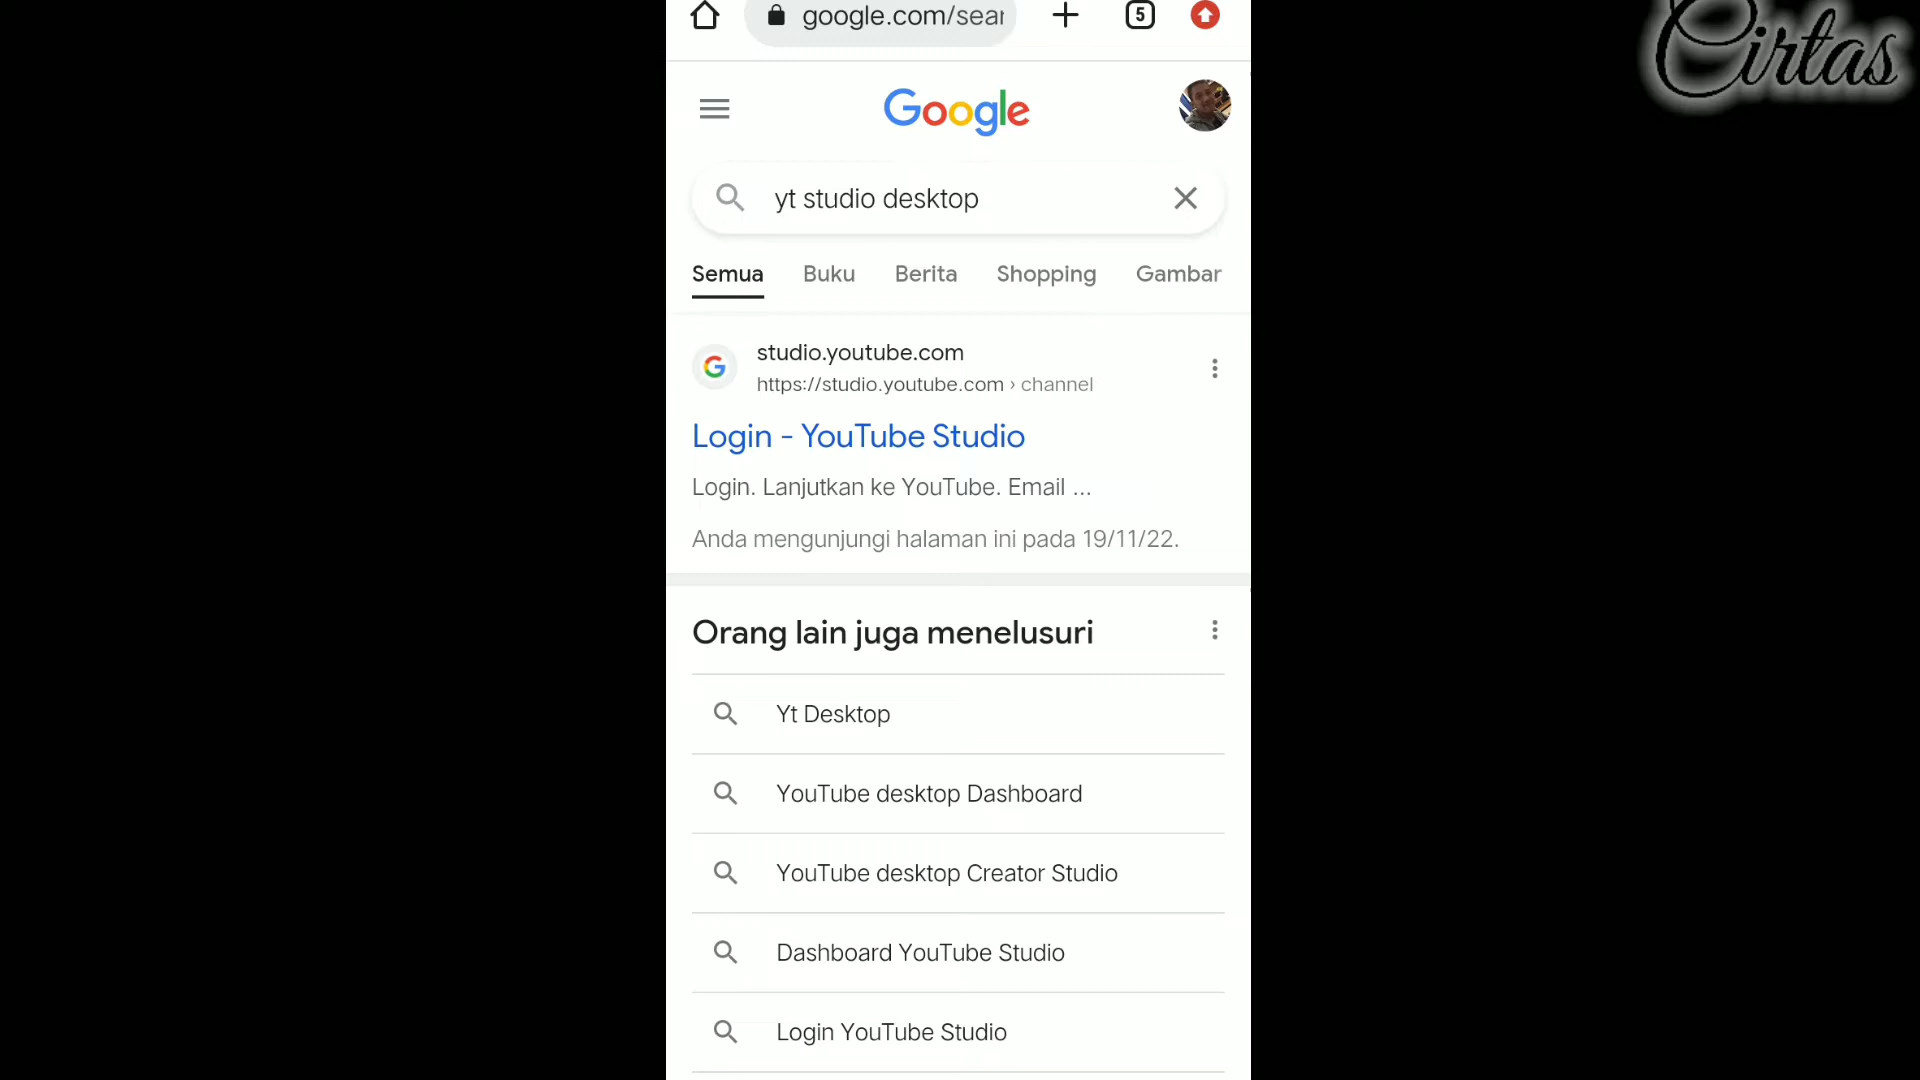 google.com/sear
5
Cirtas
Google
yt studio desktop
Semua Buku Berita Shopping Gambar
studio.youtube.com
https://studio.youtube.com › channel
Login - YouTube Studio
Login. Lanjutkan ke YouTube. Email ...
Anda mengunjungi halaman ini pada 19/11/22.
Orang lain juga menelusuri
Yt Desktop
YouTube desktop Dashboard
YouTube desktop Creator Studio
Dashboard YouTube Studio
Login YouTube Studio